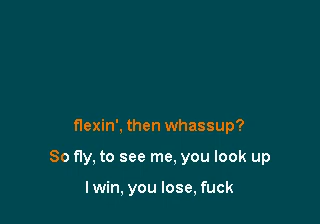 flexin', then whassup?
So fly, to see me, you look up
I win, you lose, fuck